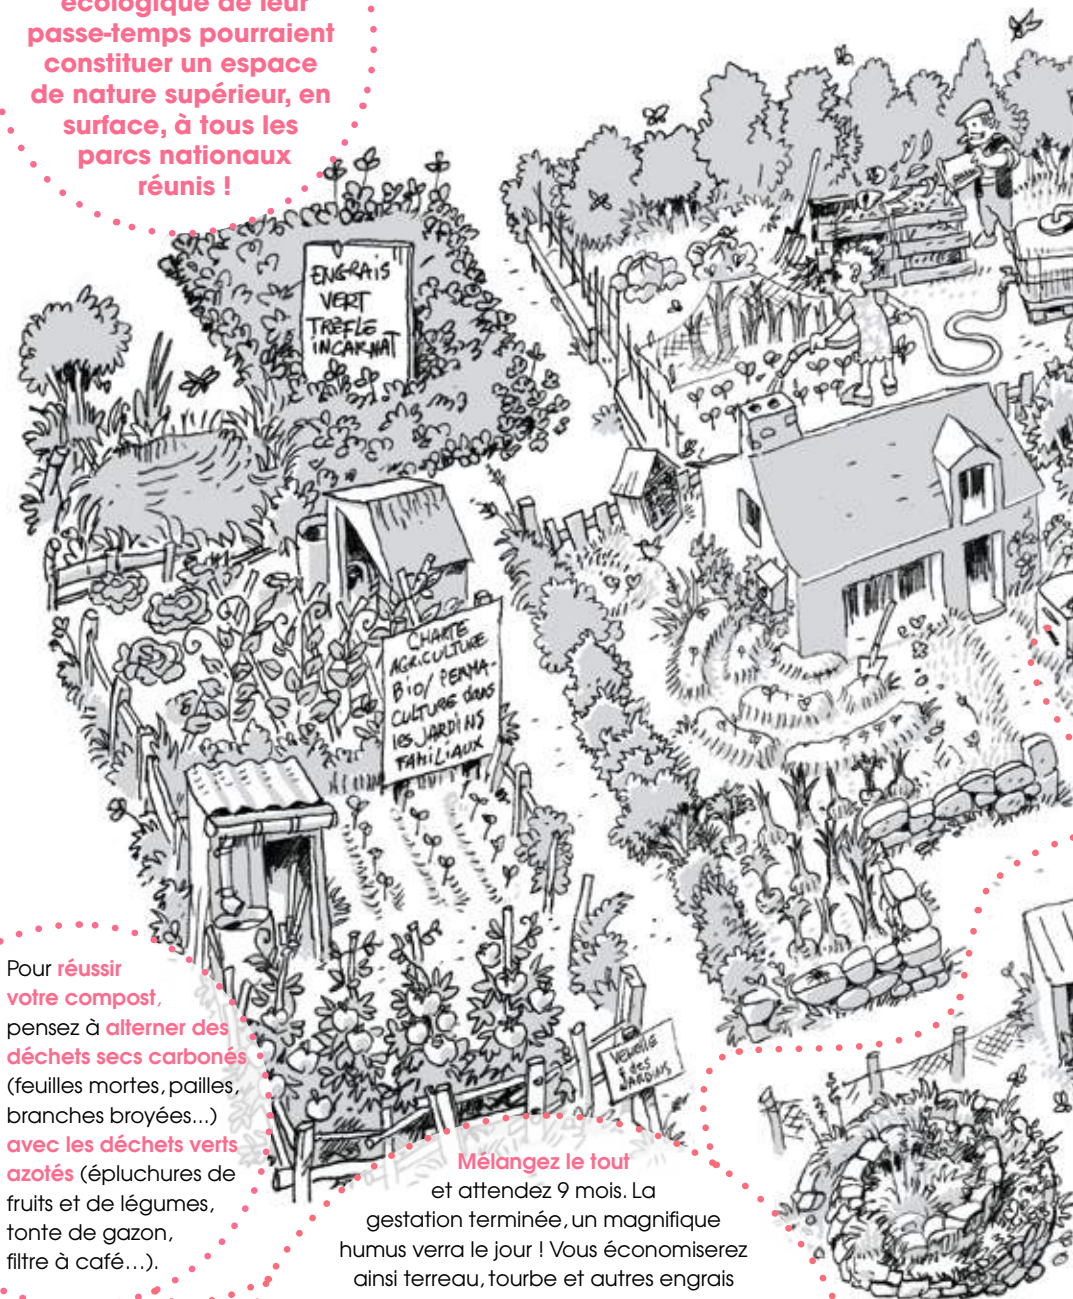 écologique de leur
passe-temps pourraient
constituer un espace
de nature supérieur, en
surface, à tous les
parcs nationaux
réunis !
ENGRAIS
VERT
TRÈFLE
INCARNAT
CHARTE
AGRICULTURE
BIO/ PERMA-
CULTURE dans
les JARDINS
FAMILIAUX
Pour réussir
votre compost,
pensez à alterner des
déchets secs carbonés
(feuilles mortes, pailles,
branches broyées...)
avec les déchets verts
azotés (épluchures de
fruits et de légumes,
tonte de gazon,
filtre à café...).
des
JARDINS
Mélangez le tout
et attendez 9 mois. La
gestation terminée, un magnifique
humus verra le jour ! Vous économiserez
ainsi terreau, tourbe et autres engrais